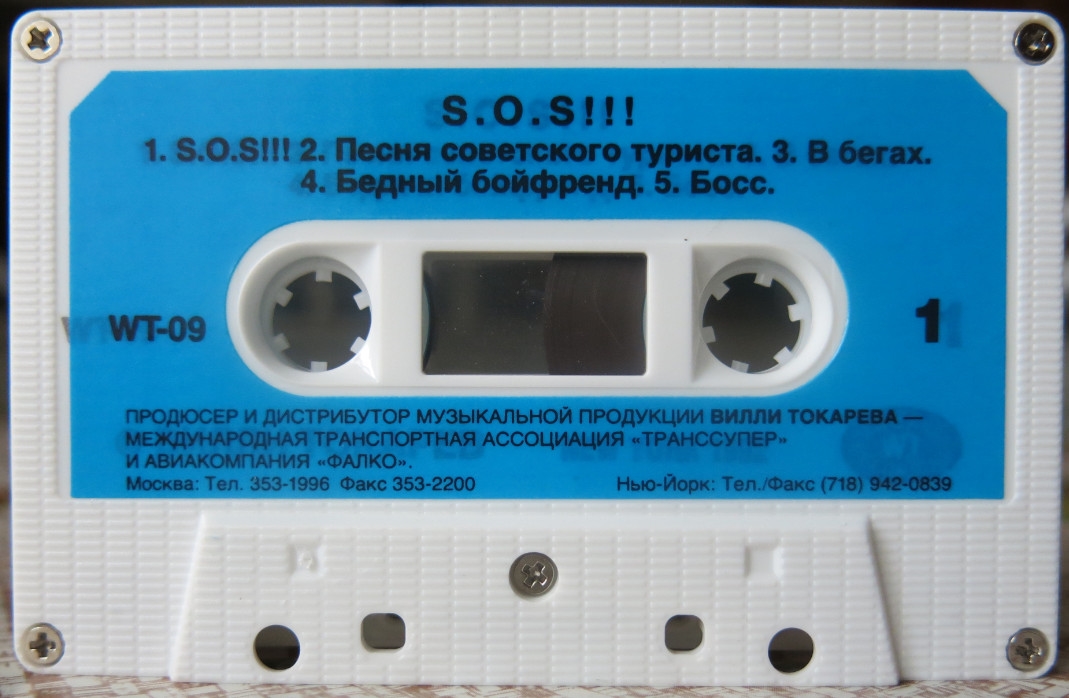 S.O.S!!!
1. S.O.S!!! 2. Песня советского туриста. 3. В бегах.
4. Бедный бойфренд. 5. Босс.
WT-09
1
ПРОДЮСЕР И ДИСТРИБУТОР МУЗЫКАЛЬНОЙ ПРОДУКЦИИ ВИЛЛИ ТОКАРЕВА —
МЕЖДУНАРОДНАЯ ТРАНСПОРТНАЯ АССОЦИАЦИЯ «ТРАНССУПЕР»
И АВИАКОМПАНИЯ «ФАЛКО».
Москва: Тел. 353-1996 Факс 353-2200
Нью-Йорк: Тел./Факс (718) 942-0839